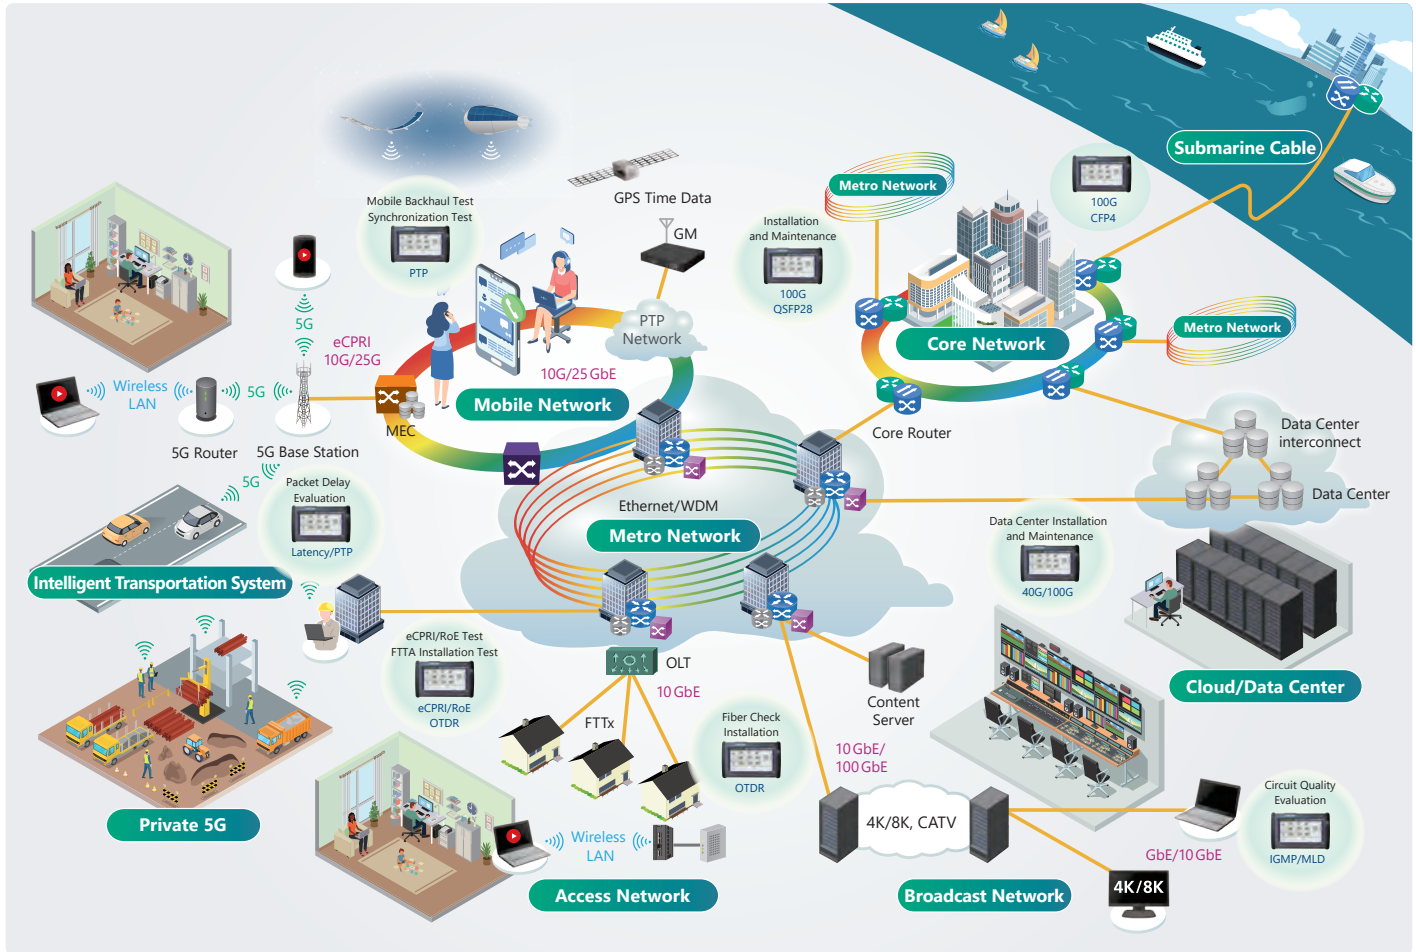 Submarine Cable
Metro Network
100G
CFP4
Mobile Backhaul Test
Synchronization Test
PTP
GPS Time Data
GM
Installation
and Maintenance
100G
QSFP28
5G
eCPRI
10G/25G
PTP
Network
Core Network
Metro Network
10G/25 GbE
Mobile Network
Wireless
LAN
5G
MEC
5G Router
5G Base Station
Core Router
Data Center
interconnect
Data Center
5G
Packet Delay
Evaluation
Latency/PTP
Ethernet/WDM
Metro Network
Data Center Installation
and Maintenance
40G/100G
Intelligent Transportation System
eCPRI/RoE Test
FTTA Installation Test
eCPRI/RoE
OTDR
OLT
10 GbE
FTTx
Fiber Check
Installation
OTDR
Content
Server
Cloud/Data Center
10 GbE/
100 GbE
Private 5G
4K/8K, CATV
Circuit Quality
Evaluation
IGMP/MLD
Wireless
LAN
GbE/10 GbE
4K/8K
Access Network
Broadcast Network